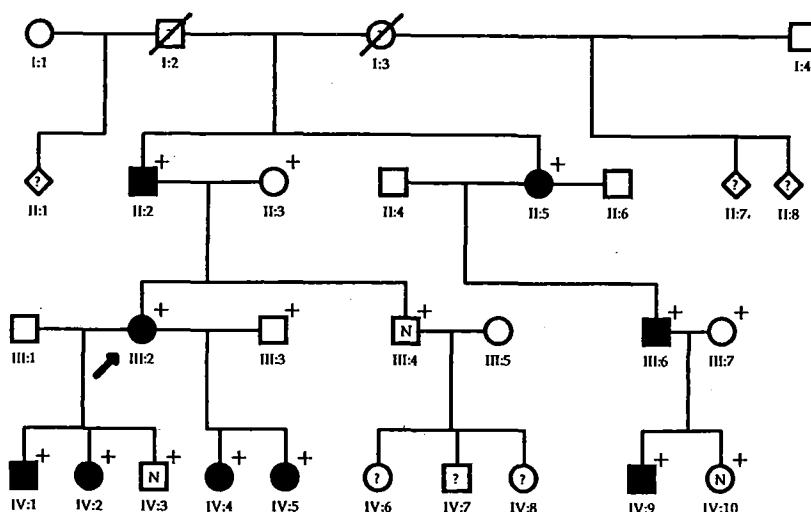 ? ?
I:1 I:2 I:3 I:4
+ +
? + ? ?
II:1 II:2 II:3 II:4 II:5 II:6 II:7. II:8
+ + + + +
N
III:1 III:2 III:3 III:4 III:5 III:6 III:7
+ + + + + + +
N ? ? ? N
IV:1 IV:2 IV:3 IV:4 IV:5 IV:6 IV:7 IV:8 IV:9 IV:10